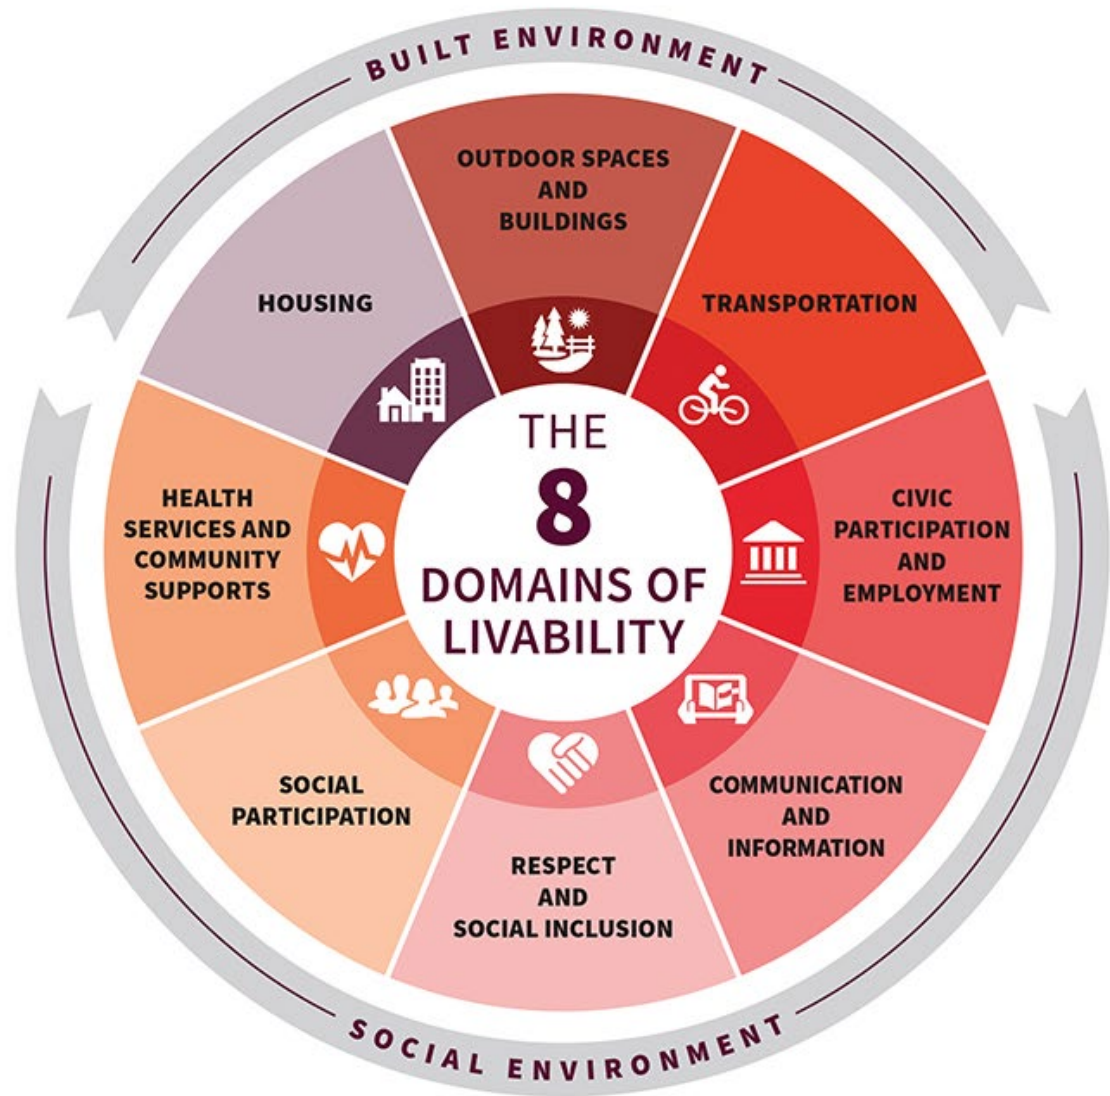 BUILT ENVIRONMENT
OUTDOOR SPACES
AND
BUILDINGS
HOUSING
TRANSPORTATION
THE
8
DOMAINS OF
LIVABILITY
HEALTH
SERVICES AND
COMMUNITY
SUPPORTS
CIVIC
PARTICIPATION
AND
EMPLOYMENT
SOCIAL
PARTICIPATION
COMMUNICATION
AND
INFORMATION
RESPECT
AND
SOCIAL INCLUSION
SOCIAL ENVIRONMENT